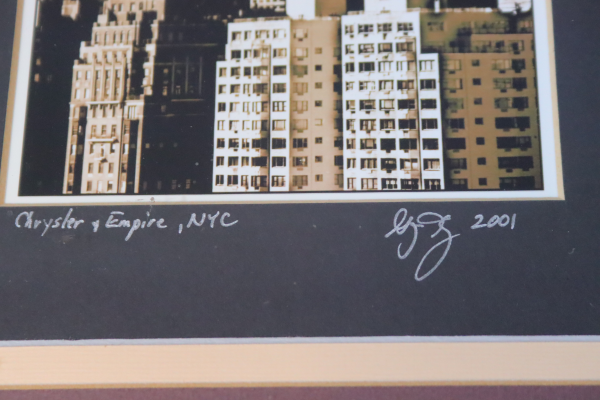 Chrysler & Empire, NYC
2001